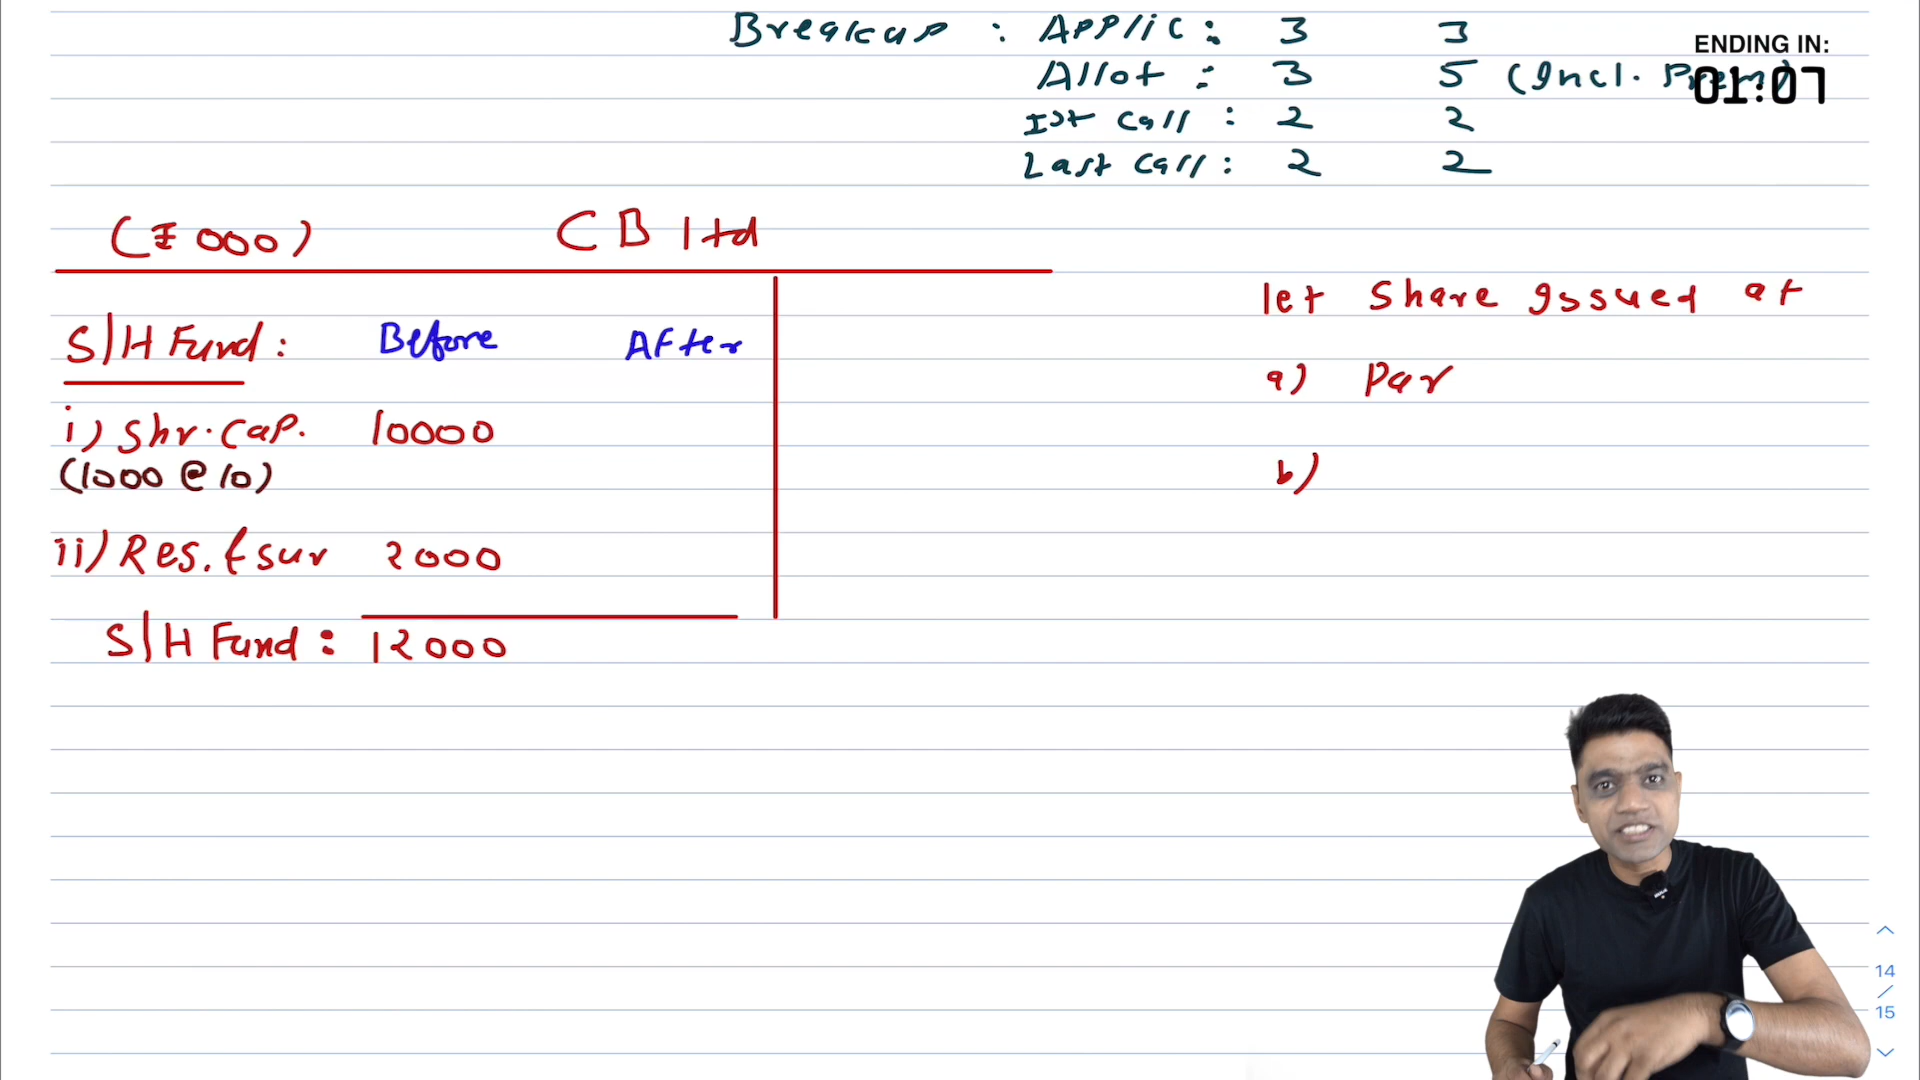 Breakup : Applic : 3 3
ENDING IN:
01:07
Allot : 3 5 (Incl. Prem)
Ist Call : 2 2
Last Call : 2 2
(₹ 000) CB ltd
let Share Issued at
S/H Fund : Before After
a) Par
i) Shr. Cap. 10000
(1000 @ 10)
b)
ii) Res. & sur 2000
S/H Fund : 12000
14
/
15